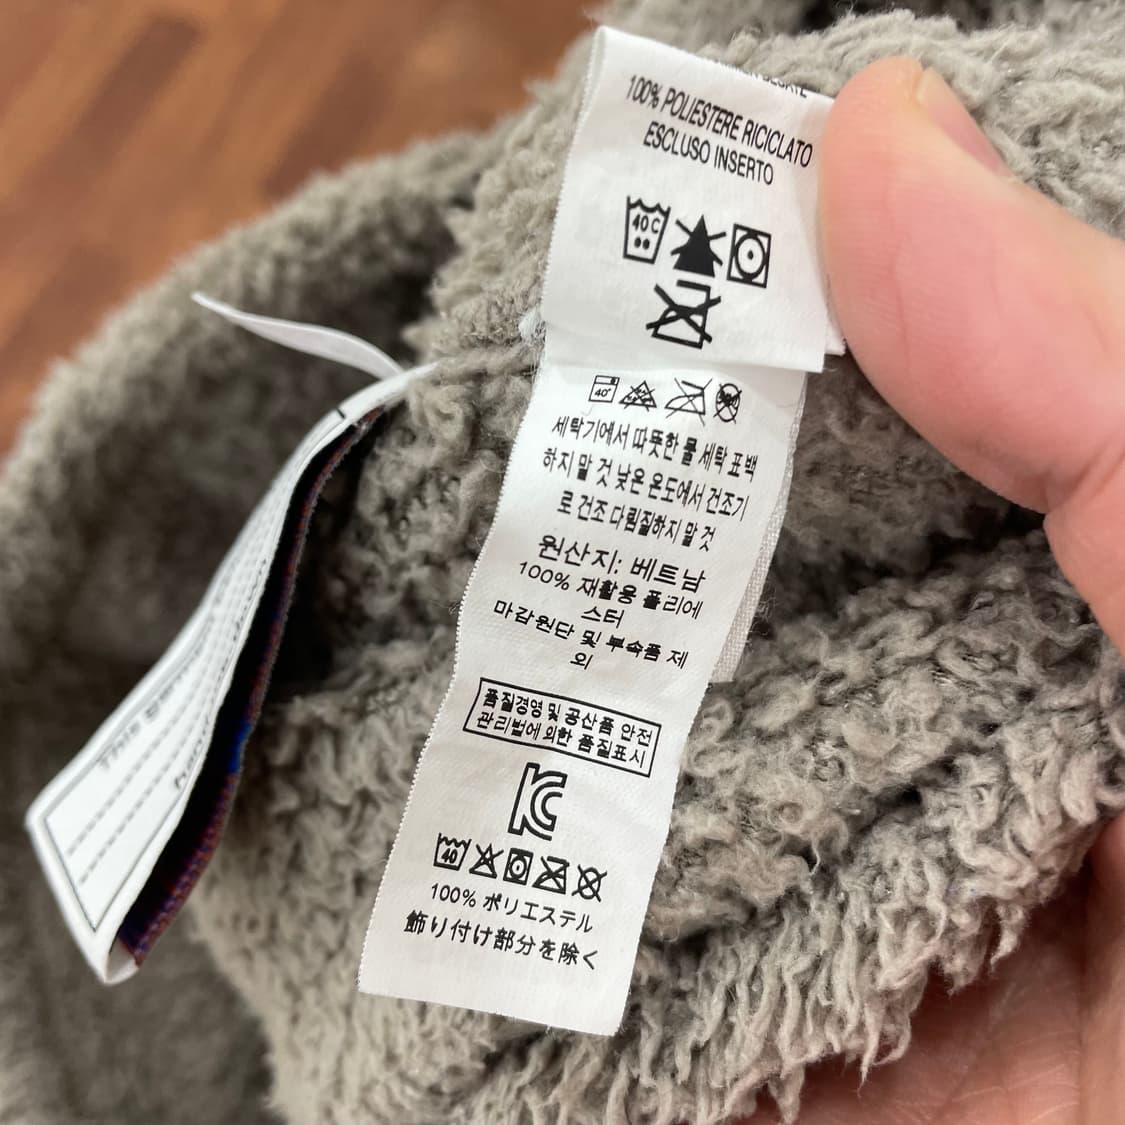 100% POLIESTERE RICICLATO
ESCLUSO INSERTO
40 C
40°
세탁기에서 따뜻한 물 세탁 표백
하지 말 것 낮은 온도에서 건조기
로 건조 다림질하지 말 것
원산지: 베트남
100% 재활용 폴리에
스터
마감원단 및 부속품 제
외
품질경영 및 공산품 안전
관리법에 의한 품질표시
KC
40
100% ポリエステル
飾り付け部分を除く
This